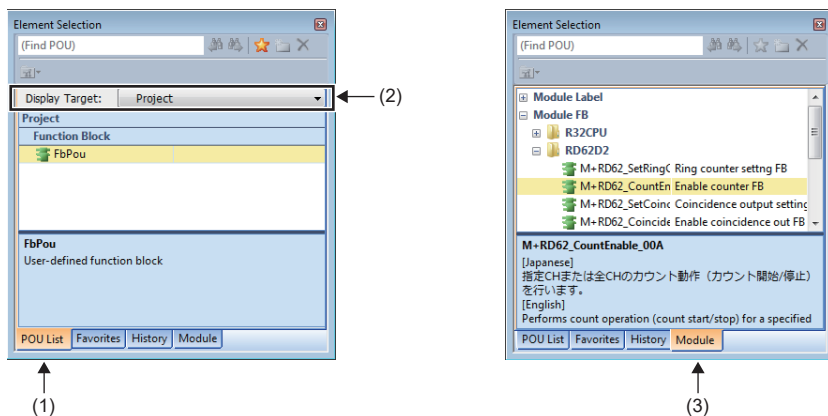 Element Selection
(Find POU)
Display Target: Project
(2)
Project
Function Block
FbPou
FbPou
User-defined function block
POU List Favorites History Module
(1)
Element Selection
(Find POU)
Module Label
Module FB
R32CPU
RD62D2
M+RD62_SetRingC Ring counter settng FB
M+RD62_CountEn Enable counter FB
M+RD62_SetCoinc Coincidence output setting
M+RD62_Coincide Enable coincidence out FB
M+RD62_CountEnable_00A
[Japanese]
指定CHまたは全CHのカウント動作（カウント開始/停止）
を行います。
[English]
Performs count operation (count start/stop) for a specified
POU List Favorites History Module
(3)